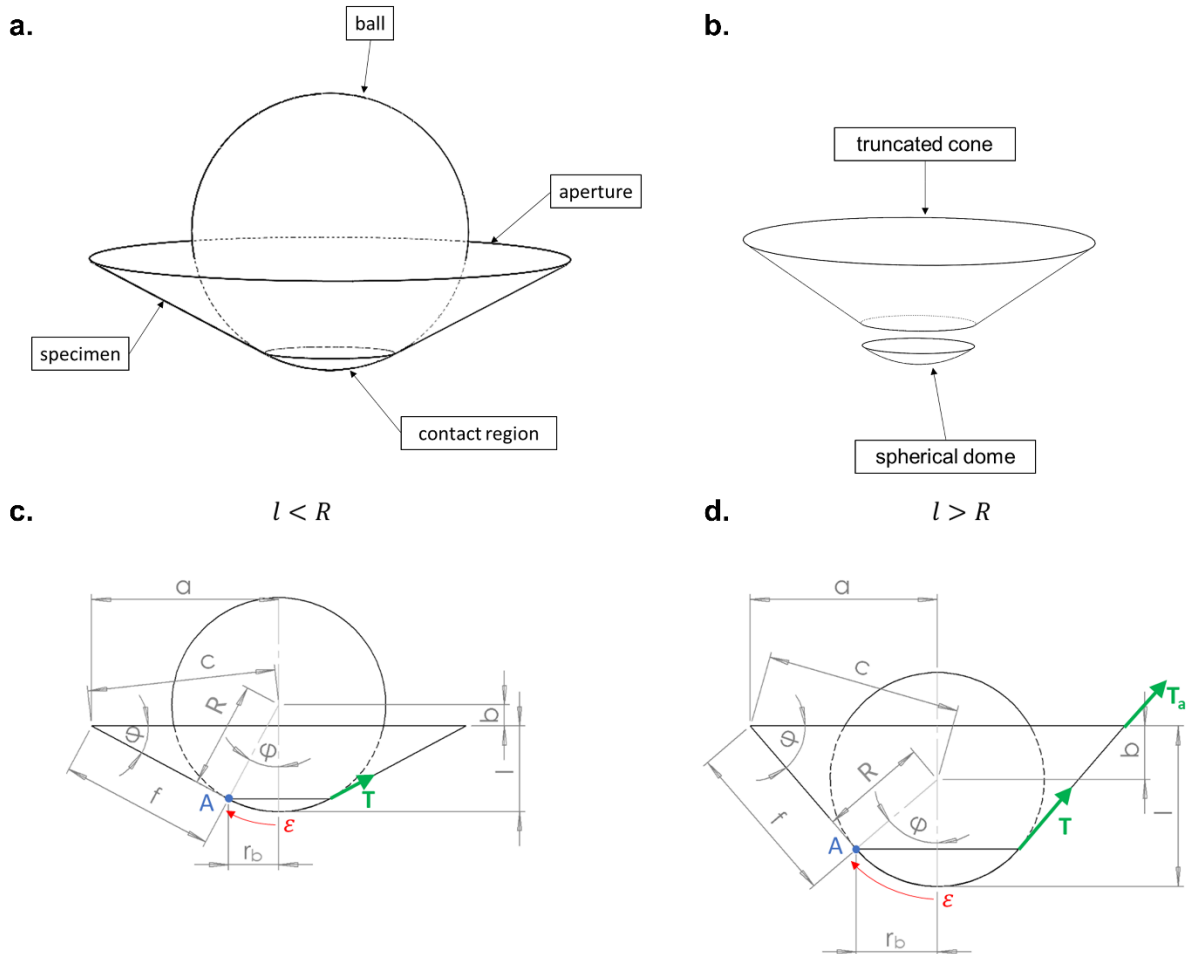 a.
ball
aperture
specimen
contact region
b.
truncated cone
spherical dome
c.
l < R
a
c
R
b
φ
φ
l
f
A
T
ε
r_b
d.
l > R
a
c
T_a
b
φ
R
l
f
φ
T
A
ε
r_b